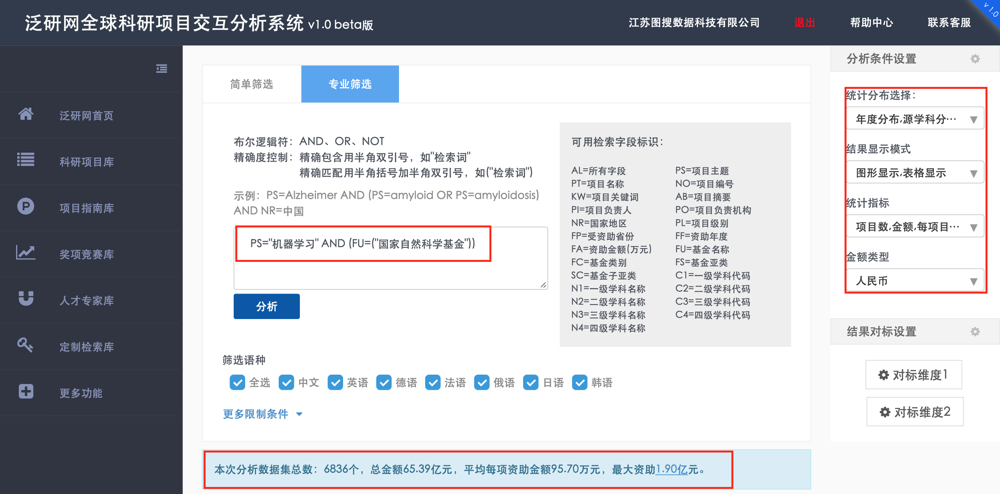 泛研网全球科研项目交互分析系统 v1.0 beta版
江苏图搜数据科技有限公司
退出
帮助中心
联系客服
v 1.0
泛研网首页
科研项目库
项目指南库
奖项竞赛库
人才专家库
定制检索库
更多功能
简单筛选
专业筛选
布尔逻辑符：AND、OR、NOT
精确度控制：精确包含用半角双引号，如"检索词"
精确匹配用半角括号加半角双引号，如("检索词")
示例：PS=Alzheimer AND (PS=amyloid OR PS=amyloidosis)
AND NR=中国
PS="机器学习" AND (FU=("国家自然科学基金"))
分析
可用检索字段标识：
AL=所有字段 PS=项目主题
PT=项目名称 NO=项目编号
KW=项目关键词 AB=项目摘要
PI=项目负责人 PO=项目负责机构
NR=国家地区 PL=项目级别
FP=受资助省份 FF=资助年度
FA=资助金额(万元) FU=基金名称
FC=基金类别 FS=基金亚类
SC=基金子亚类 C1=一级学科代码
N1=一级学科名称 C2=二级学科代码
N2=二级学科名称 C3=三级学科代码
N3=三级学科名称 C4=四级学科代码
N4=四级学科名称
筛选语种
全选 中文 英语 德语 法语 俄语 日语 韩语
更多限制条件
本次分析数据集总数：6836个，总金额65.39亿元，平均每项资助金额95.70万元，最大资助1.90亿元。
分析条件设置
统计分布选择：
年度分布,源学科分…
结果显示模式
图形显示,表格显示
统计指标
项目数,金额,每项目…
金额类型
人民币
结果对标设置
对标维度1
对标维度2